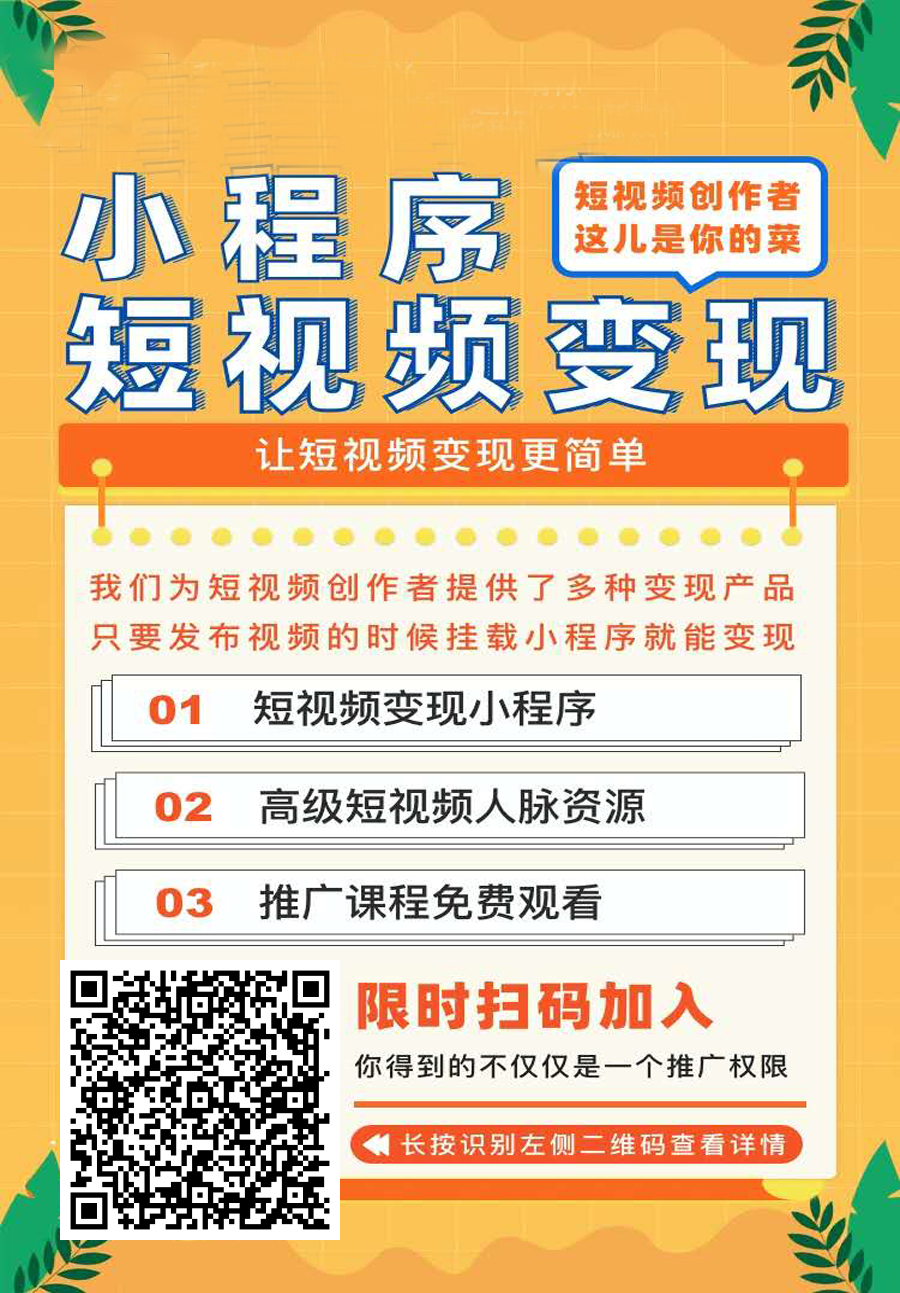 小程序
短视频创作者
这儿是你的菜
短视频变现
让短视频变现更简单
我们为短视频创作者提供了多种变现产品
只要发布视频的时候挂载小程序就能变现
01 短视频变现小程序
02 高级短视频人脉资源
03 推广课程免费观看
限时扫码加入
你得到的不仅仅是一个推广权限
长按识别左侧二维码查看详情